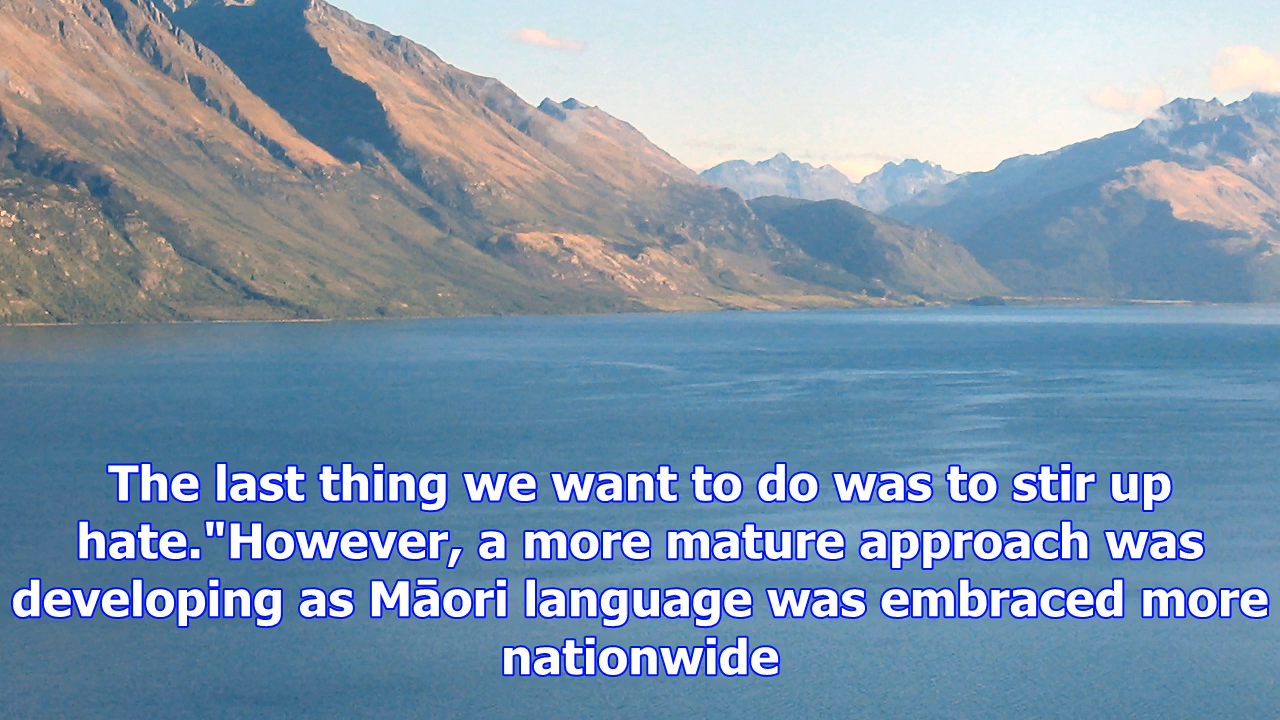 The last thing we want to do was to stir up
hate."However, a more mature approach was
developing as Māori language was embraced more
nationwide